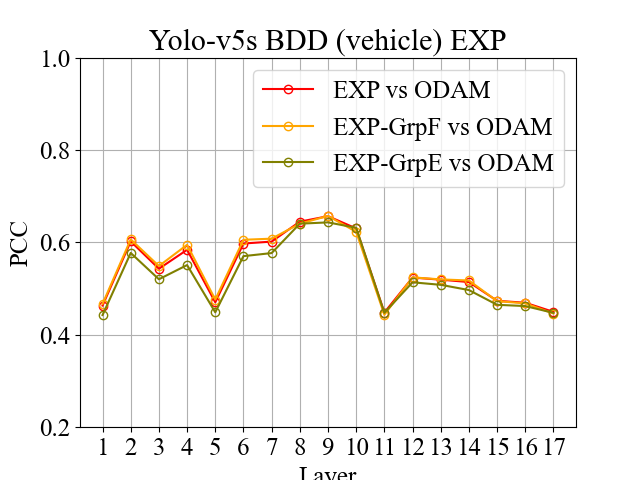 Yolo-v5s BDD (vehicle) EXP
1.0
0.8
0.6
0.4
0.2
PCC
EXP vs ODAM
EXP-GrpF vs ODAM
EXP-GrpE vs ODAM
1 2 3 4 5 6 7 8 9 10 11 12 13 14 15 16 17
Layer